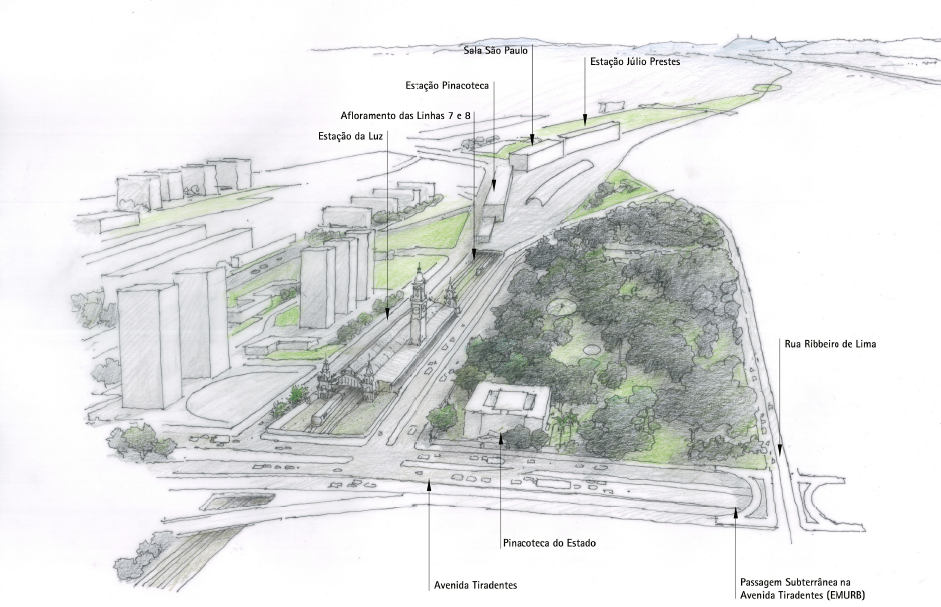 Sala São Paulo
Estação Júlio Prestes
Estação Pinacoteca
Afloramento das Linhas 7 e 8
Estação da Luz
Rua Ribbeiro de Lima
Pinacoteca do Estado
Avenida Tiradentes
Passagem Subterrânea na
Avenida Tiradentes (EMURB)